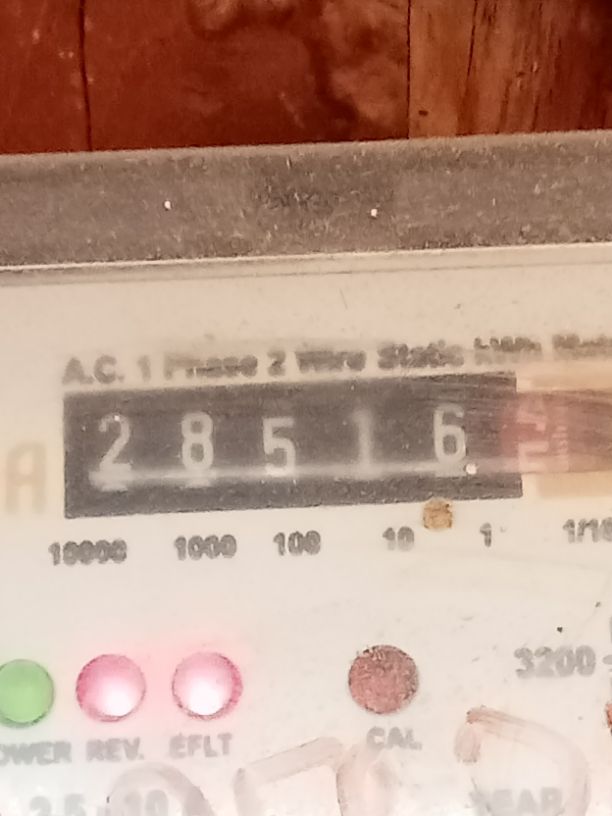 A.C. 1 Phase 2 Wire Static kWh
2 8 5 1 6
10000 1000 100 10 1 1/10
3200
REV. EFLT CAL
YEAR